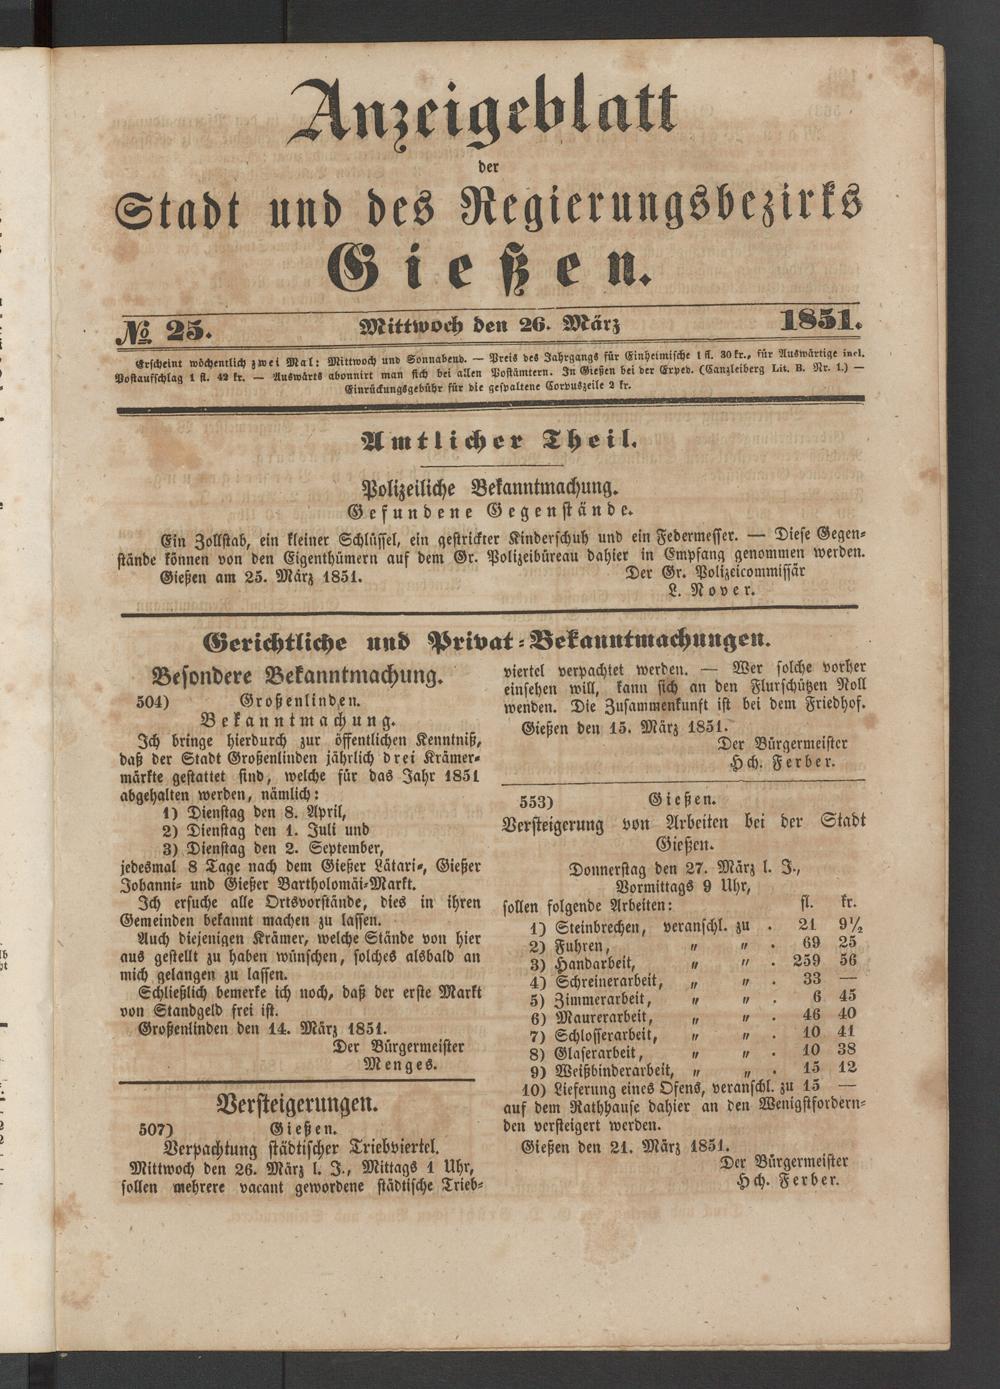 Anzeigeblatt
der
Stadt und des Regierungsbezirks
Gießen.
№ 25. Mittwoch den 26. März 1851.
Erscheint wöchentlich zwei Mal: Mittwoch und Sonnabend. — Preis des Jahrgangs für Einheimische 1 fl. 30 kr., für Auswärtige incl.
Postaufschlag 1 fl. 42 kr. — Auswärts abonnirt man sich bei allen Postämtern. In Gießen bei der Exped. (Canzleiberg Lit. B. Nr. 1.) —
Einrückungsgebühr für die gespaltene Corpuszeile 2 kr.
Amtlicher Theil.
Polizeiliche Bekanntmachung.
Gefundene Gegenstände.
Ein Zollstab, ein kleiner Schlüssel, ein gestrickter Kinderschuh und ein Federmesser. — Diese Gegen-
stände können von den Eigenthümern auf dem Gr. Polizeibüreau dahier in Empfang genommen werden.
Gießen am 25. März 1851. Der Gr. Polizeicommissär
L. Nover.
Gerichtliche und Privat-Bekanntmachungen.
Besondere Bekanntmachung.
504) Großenlinden.
Bekanntmachung.
Ich bringe hierdurch zur öffentlichen Kenntniß,
daß der Stadt Großenlinden jährlich drei Krämer-
märkte gestattet sind, welche für das Jahr 1851
abgehalten werden, nämlich:
1) Dienstag den 8. April,
2) Dienstag den 1. Juli und
3) Dienstag den 2. September,
jedesmal 8 Tage nach dem Gießer Lätari-, Gießer
Johanni- und Gießer Bartholomäi-Markt.
Ich ersuche alle Ortsvorstände, dies in ihren
Gemeinden bekannt machen zu lassen.
Auch diejenigen Krämer, welche Stände von hier
aus gestellt zu haben wünschen, solches alsbald an
mich gelangen zu lassen.
Schließlich bemerke ich noch, daß der erste Markt
von Standgeld frei ist.
Großenlinden den 14. März 1851.
Der Bürgermeister
Menges.
Versteigerungen.
507) Gießen.
Verpachtung städtischer Triebviertel.
Mittwoch den 26. März l. J., Mittags 1 Uhr,
sollen mehrere vacant gewordene städtische Trieb-
viertel verpachtet werden. — Wer solche vorher
einsehen will, kann sich an den Flurschützen Noll
wenden. Die Zusammenkunft ist bei dem Friedhof.
Gießen den 15. März 1851.
Der Bürgermeister
Hch. Ferber.
553) Gießen.
Versteigerung von Arbeiten bei der Stadt
Gießen.
Donnerstag den 27. März l. J.,
Vormittags 9 Uhr,
sollen folgende Arbeiten: fl. kr.
1) Steinbrechen, veranschl. zu . 21 9½
2) Fuhren, " " . 69 25
3) Handarbeit, " " . 259 56
4) Schreinerarbeit, " " . 33 —
5) Zimmerarbeit, " " . 6 45
6) Maurerarbeit, " " . 46 40
7) Schlosserarbeit, " " . 10 41
8) Glaserarbeit, " " . 10 38
9) Weißbinderarbeit, " " . 15 12
10) Lieferung eines Ofens, veranschl. zu 15 —
auf dem Rathhause dahier an den Wenigstfordern-
den versteigert werden.
Gießen den 21. März 1851.
Der Bürgermeister
Hch. Ferber.